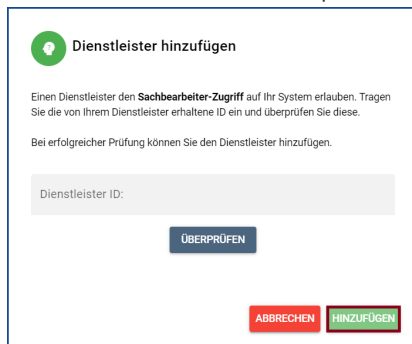 Dienstleister hinzufügen
Einen Dienstleister den Sachbearbeiter-Zugriff auf Ihr System erlauben. Tragen
Sie die von Ihrem Dienstleister erhaltene ID ein und überprüfen Sie diese.
Bei erfolgreicher Prüfung können Sie den Dienstleister hinzufügen.
Dienstleister ID:
ÜBERPRÜFEN
ABBRECHEN HINZUFÜGEN